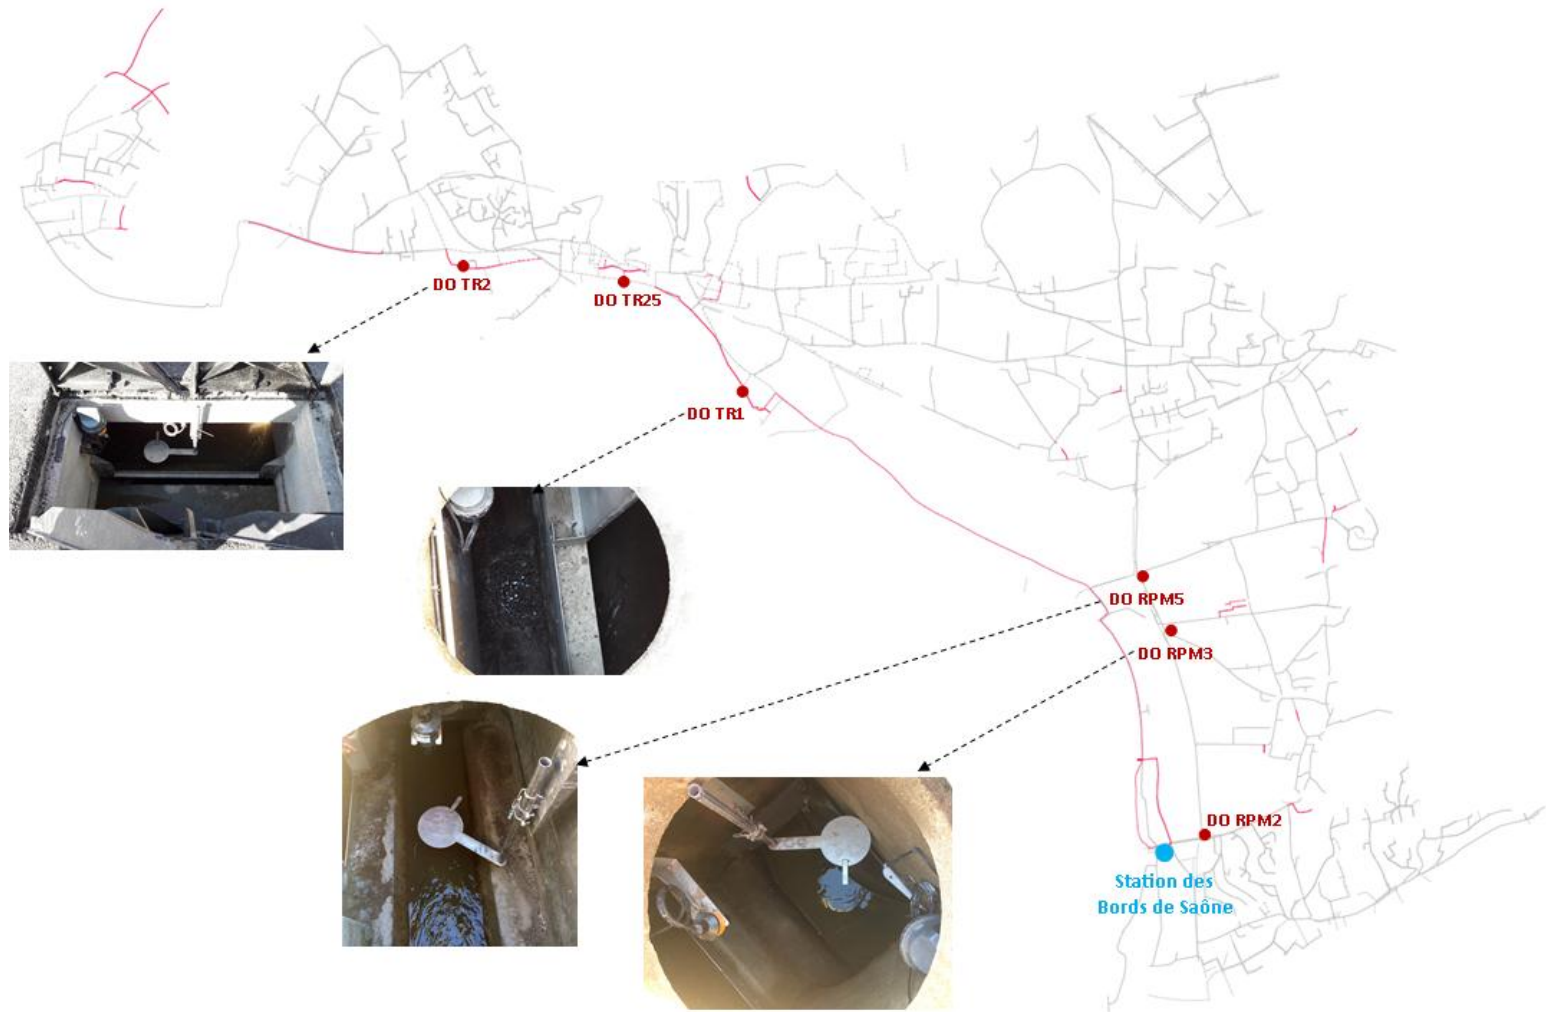 DO TR2
DO TR25
DO TR1
DO RPM5
DO RPM3
DO RPM2
Station des
Bords de Saône